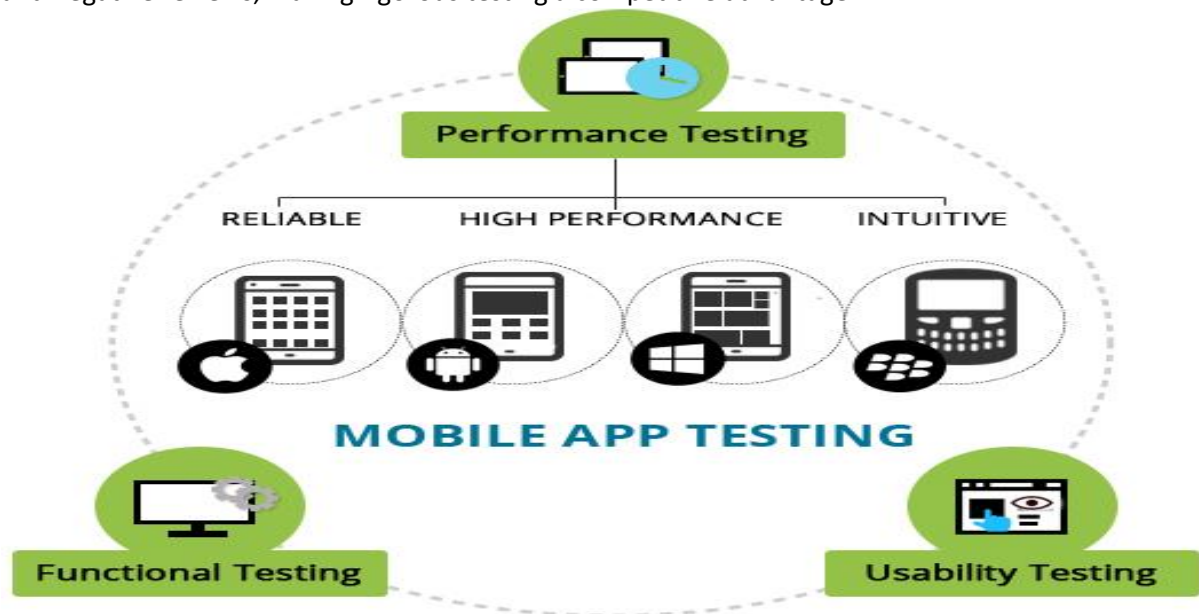 Performance Testing
RELIABLE HIGH PERFORMANCE INTUITIVE
MOBILE APP TESTING
Functional Testing
Usability Testing